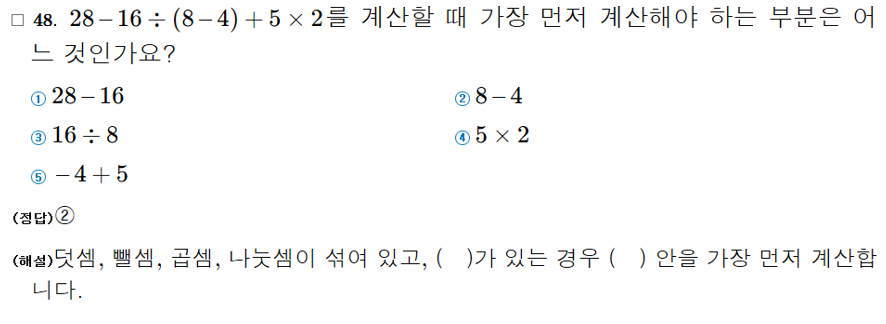 □ 48. 28 − 16 ÷ (8 − 4) + 5 × 2를 계산할 때 가장 먼저 계산해야 하는 부분은 어
느 것인가요?
① 28 − 16 ② 8 − 4
③ 16 ÷ 8 ④ 5 × 2
⑤ − 4 + 5
(정답)②
(해설)덧셈, 뺄셈, 곱셈, 나눗셈이 섞여 있고, ( )가 있는 경우 ( ) 안을 가장 먼저 계산합
니다.